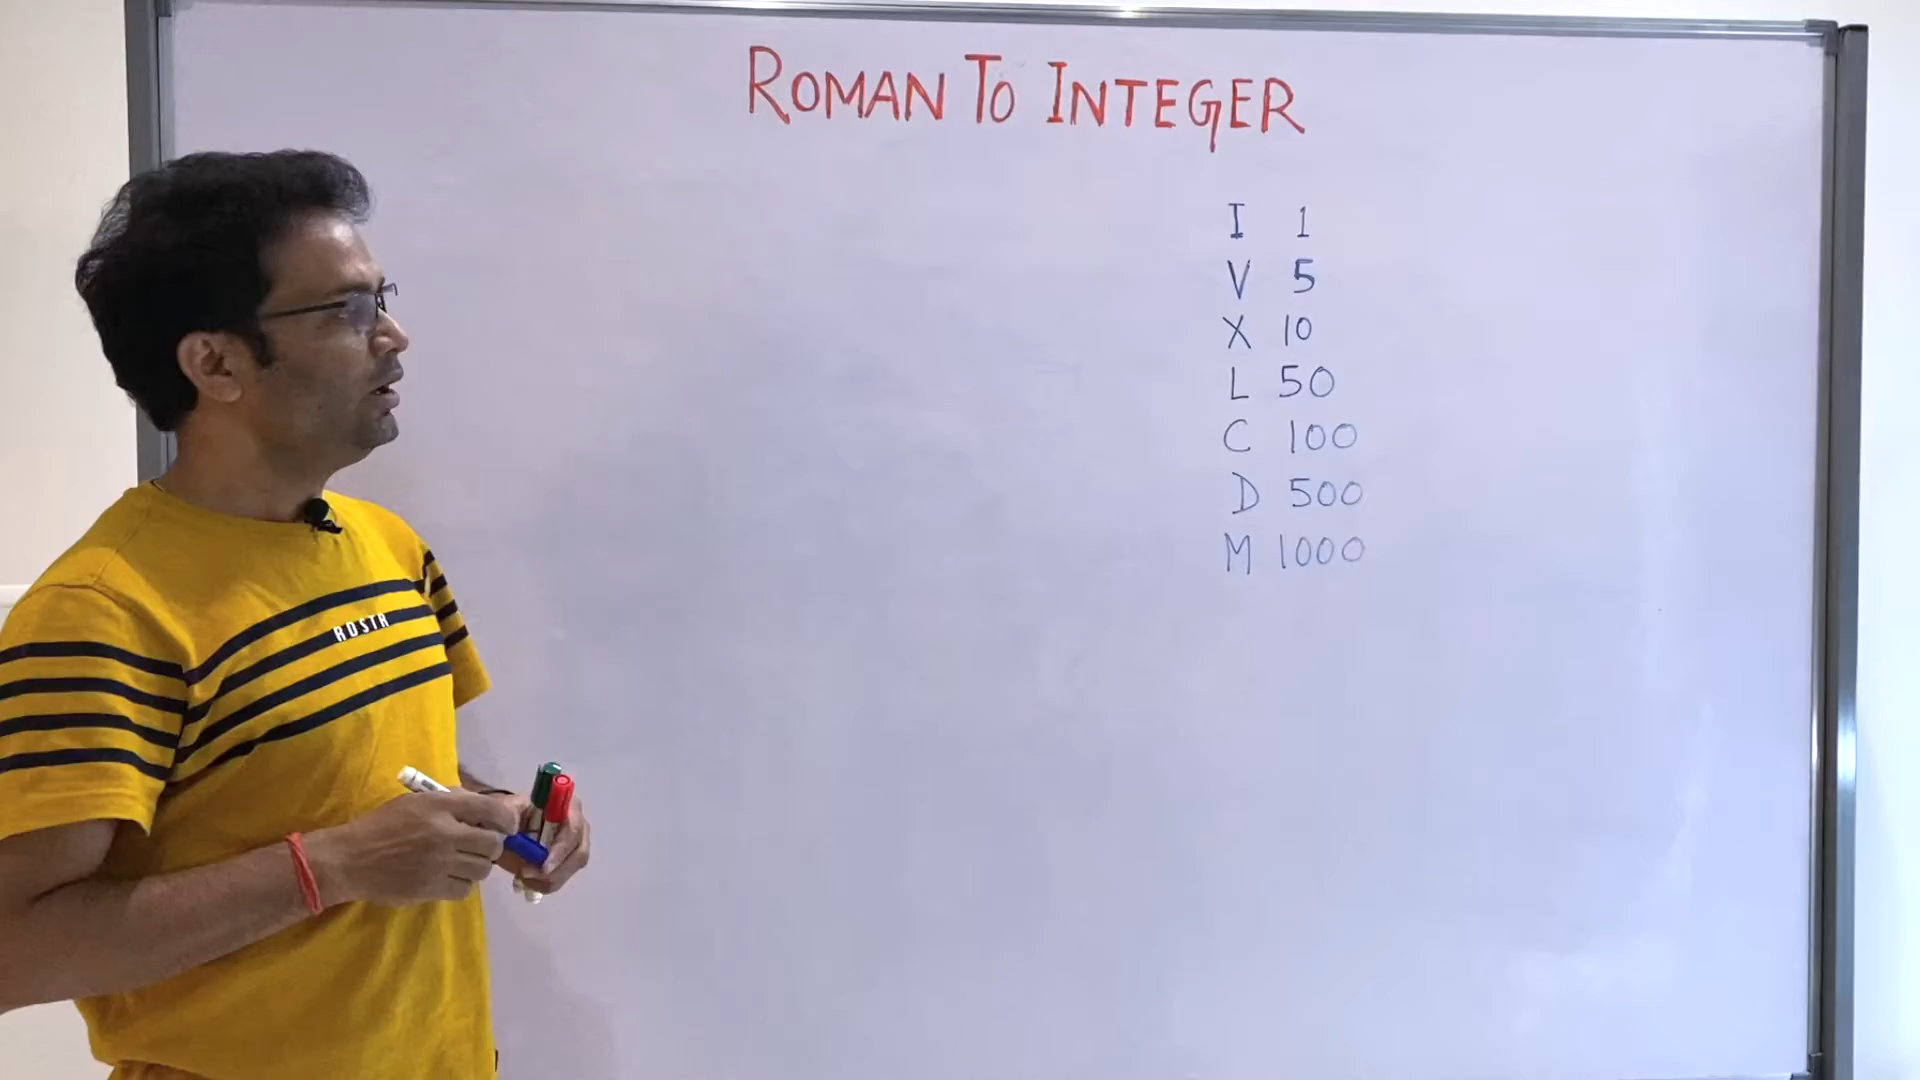 ROMAN TO INTEGER
I 1
V 5
X 10
L 50
C 100
D 500
M 1000
RDSTR